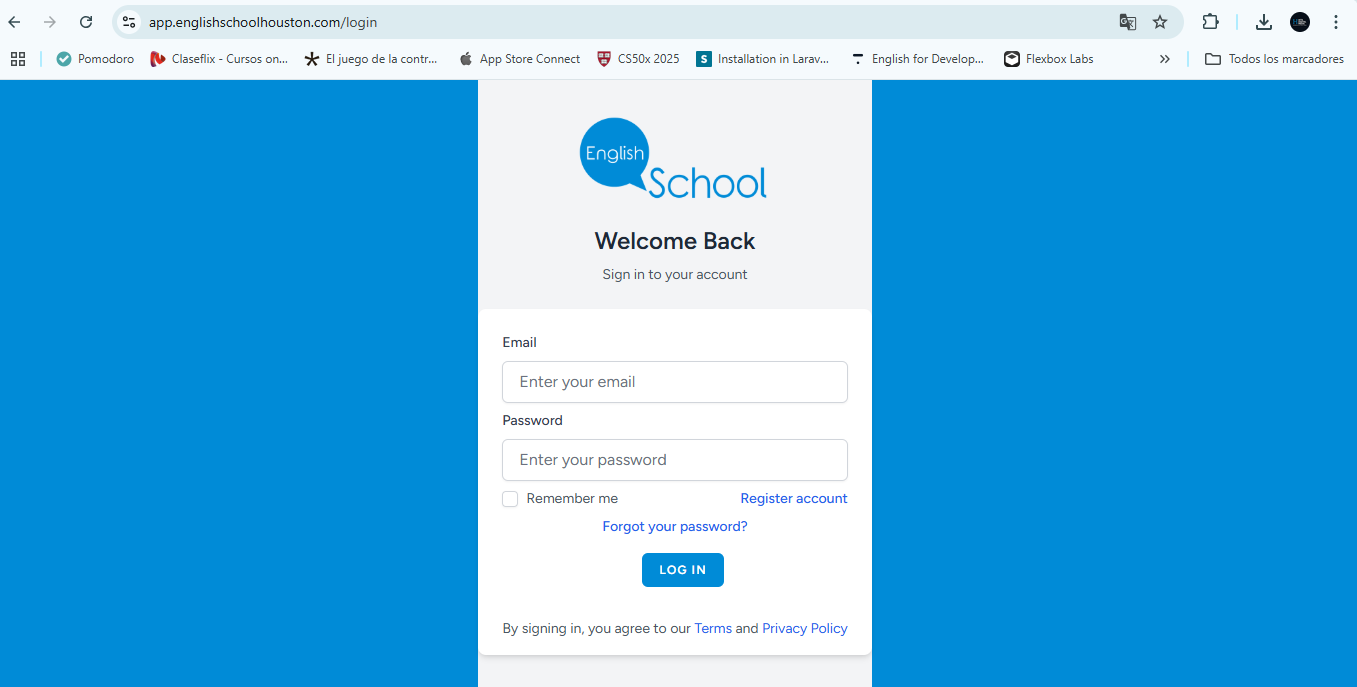 app.englishschoolhouston.com/login
Pomodoro Claseflix - Cursos on... El juego de la contr... App Store Connect CS50x 2025 S Installation in Larav... English for Develop... Flexbox Labs » Todos los marcadores
English
School
Welcome Back
Sign in to your account
Email
Enter your email
Password
Enter your password
Remember me Register account
Forgot your password?
LOG IN
By signing in, you agree to our Terms and Privacy Policy